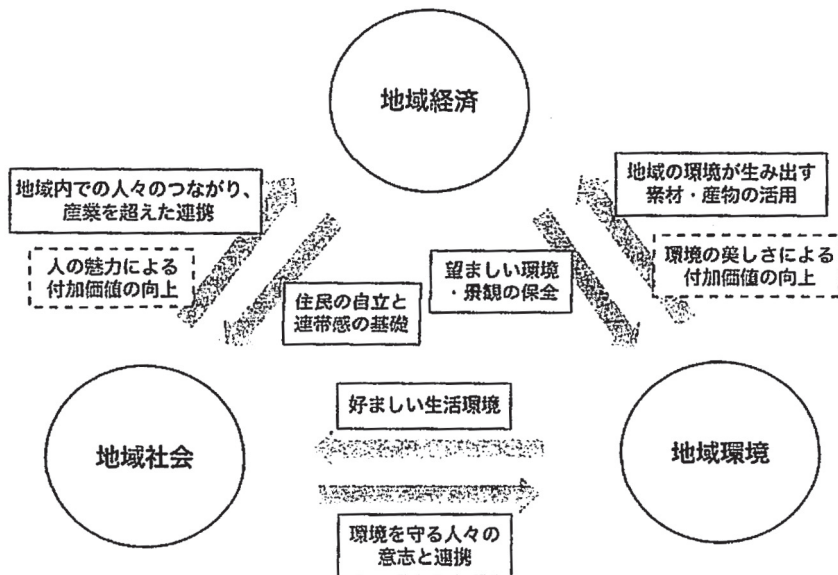 地域経済
地域内での人々のつながり、
産業を超えた連携
人の魅力による
付加価値の向上
住民の自立と
連帯感の基礎
望ましい環境
・景観の保全
地域の環境が生み出す
素材・産物の活用
環境の美しさによる
付加価値の向上
好ましい生活環境
地域社会
地域環境
環境を守る人々の
意志と連携